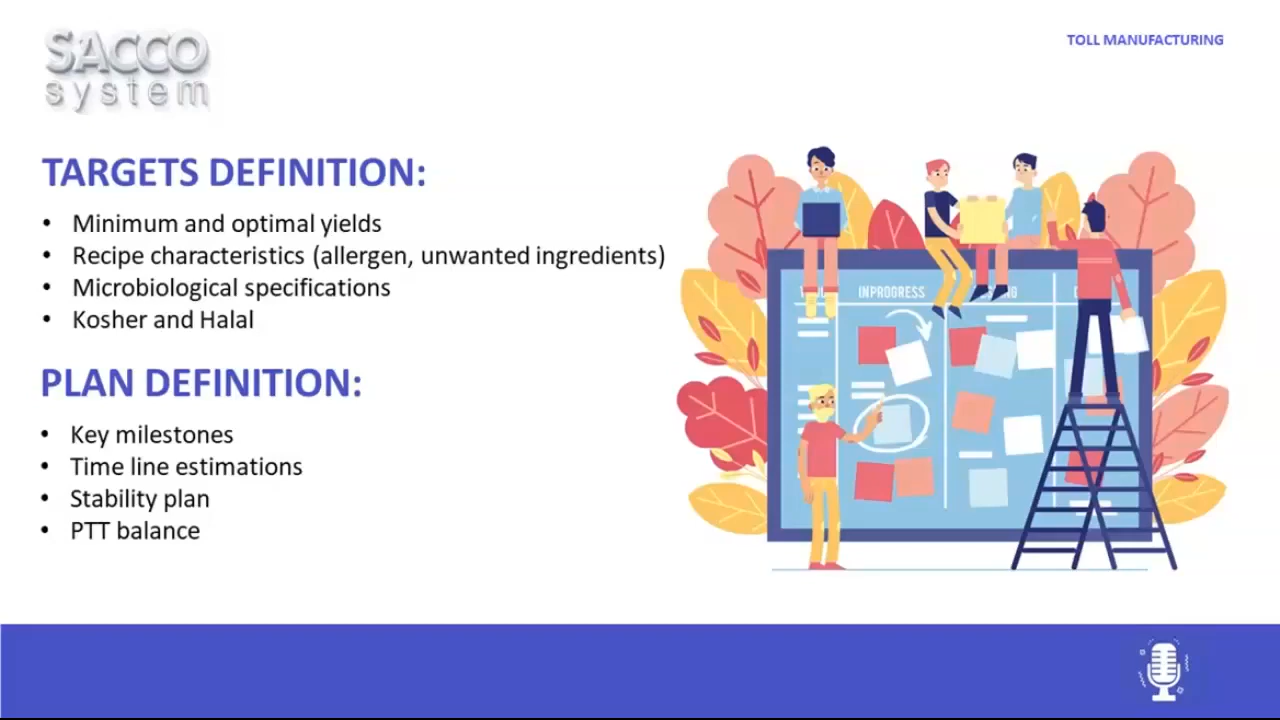 SACCO
system
TOLL MANUFACTURING
TARGETS DEFINITION:
• Minimum and optimal yields
• Recipe characteristics (allergen, unwanted ingredients)
• Microbiological specifications
• Kosher and Halal
PLAN DEFINITION:
• Key milestones
• Time line estimations
• Stability plan
• PTT balance
INPROGRESS